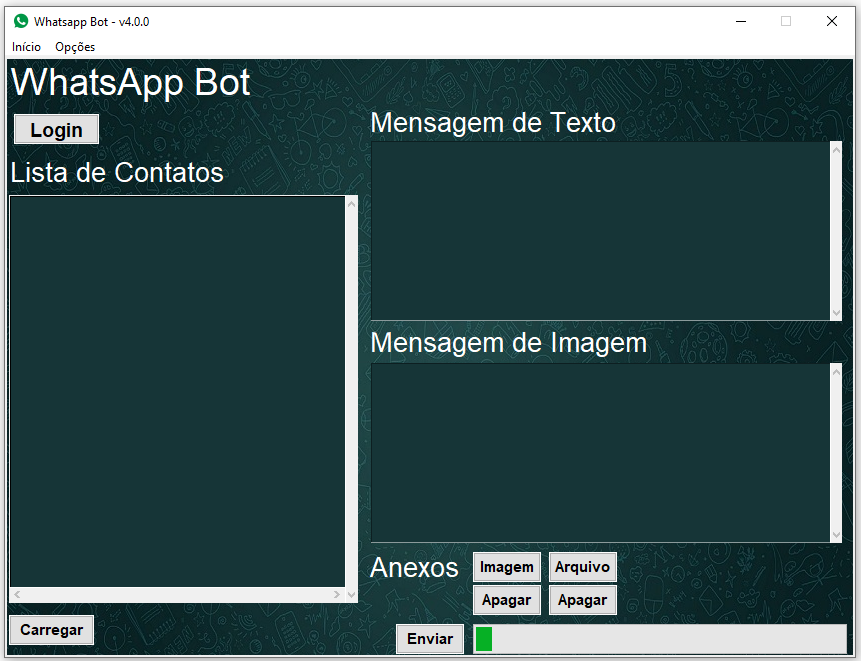 Whatsapp Bot - v4.0.0
Início Opções
WhatsApp Bot
Login
Lista de Contatos
Carregar
Mensagem de Texto
Mensagem de Imagem
Anexos
Imagem Arquivo
Apagar Apagar
Enviar